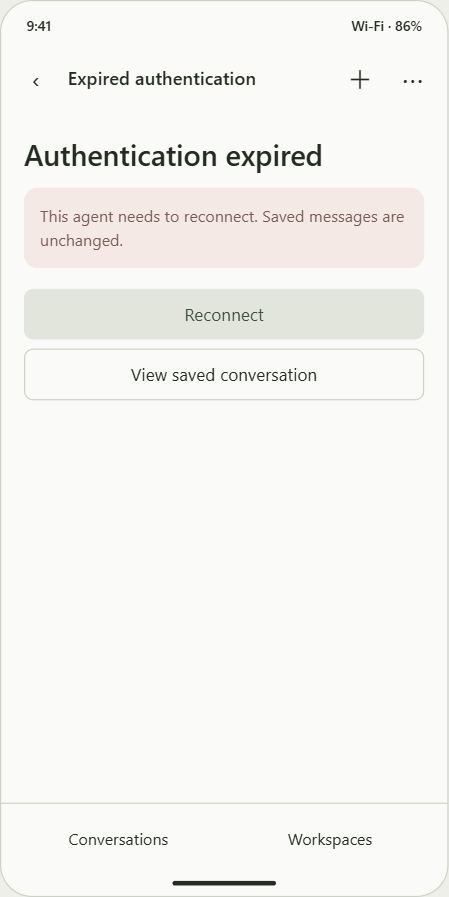 9:41
Wi-Fi · 86%
‹ Expired authentication + ...
Authentication expired
This agent needs to reconnect. Saved messages are
unchanged.
Reconnect
View saved conversation
Conversations
Workspaces